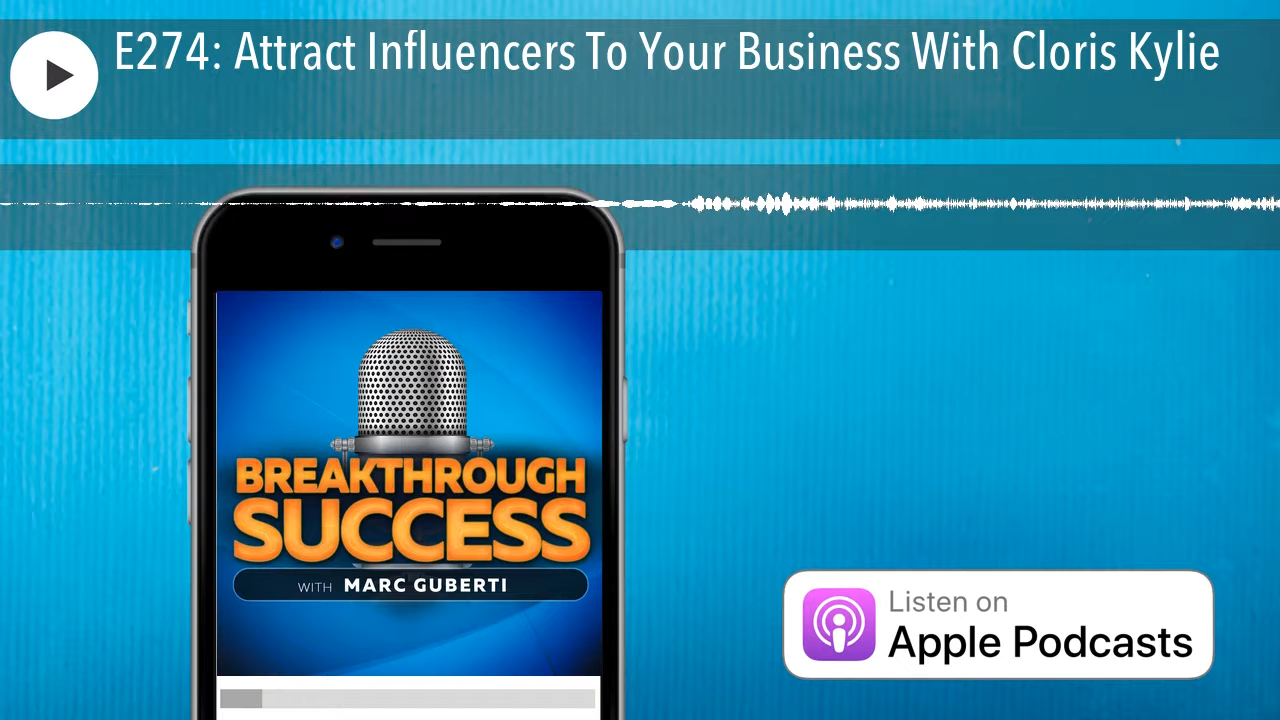 E274: Attract Influencers To Your Business With Cloris Kylie
BREAKTHROUGH
SUCCESS
WITH MARC GUBERTI
Listen on
Apple Podcasts